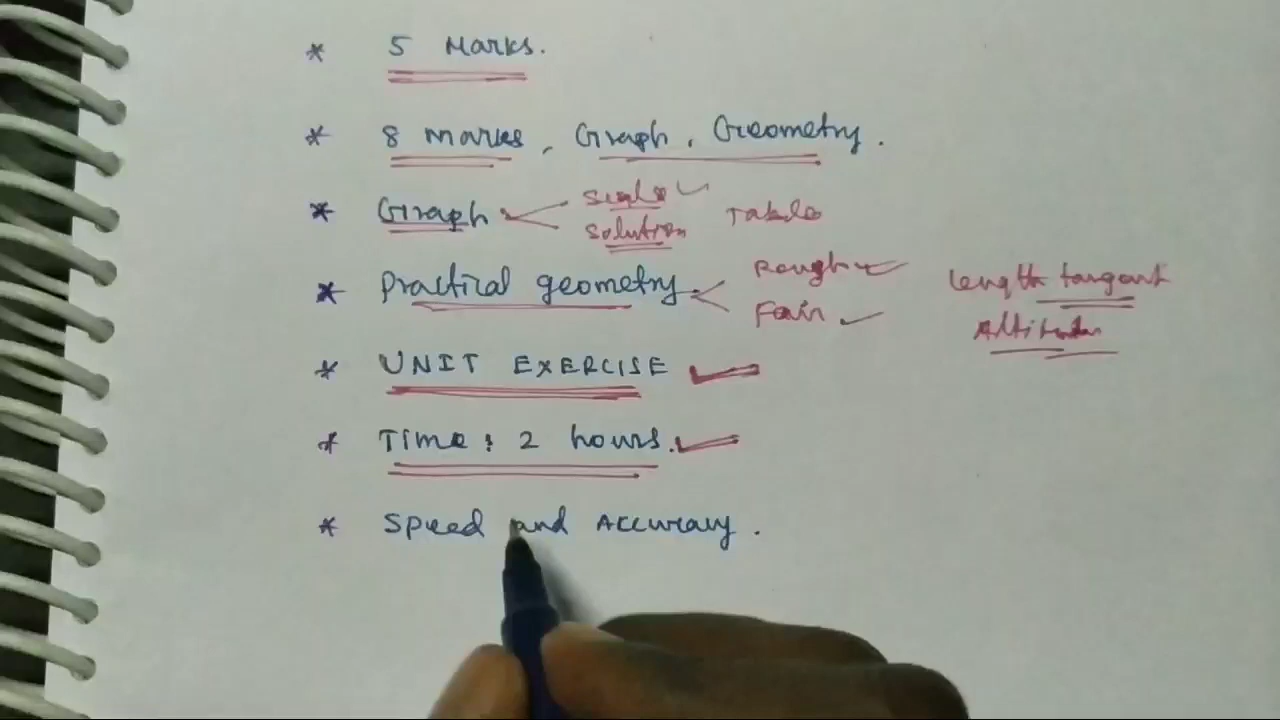 * 5 Marks.
* 8 marks, Graph, Geometry.
* Graph scale solution Table
* Practical geometry Rough Fair length tangent Altitude
* UNIT EXERCISE
* Time: 2 hours.
* Speed and Accuracy.